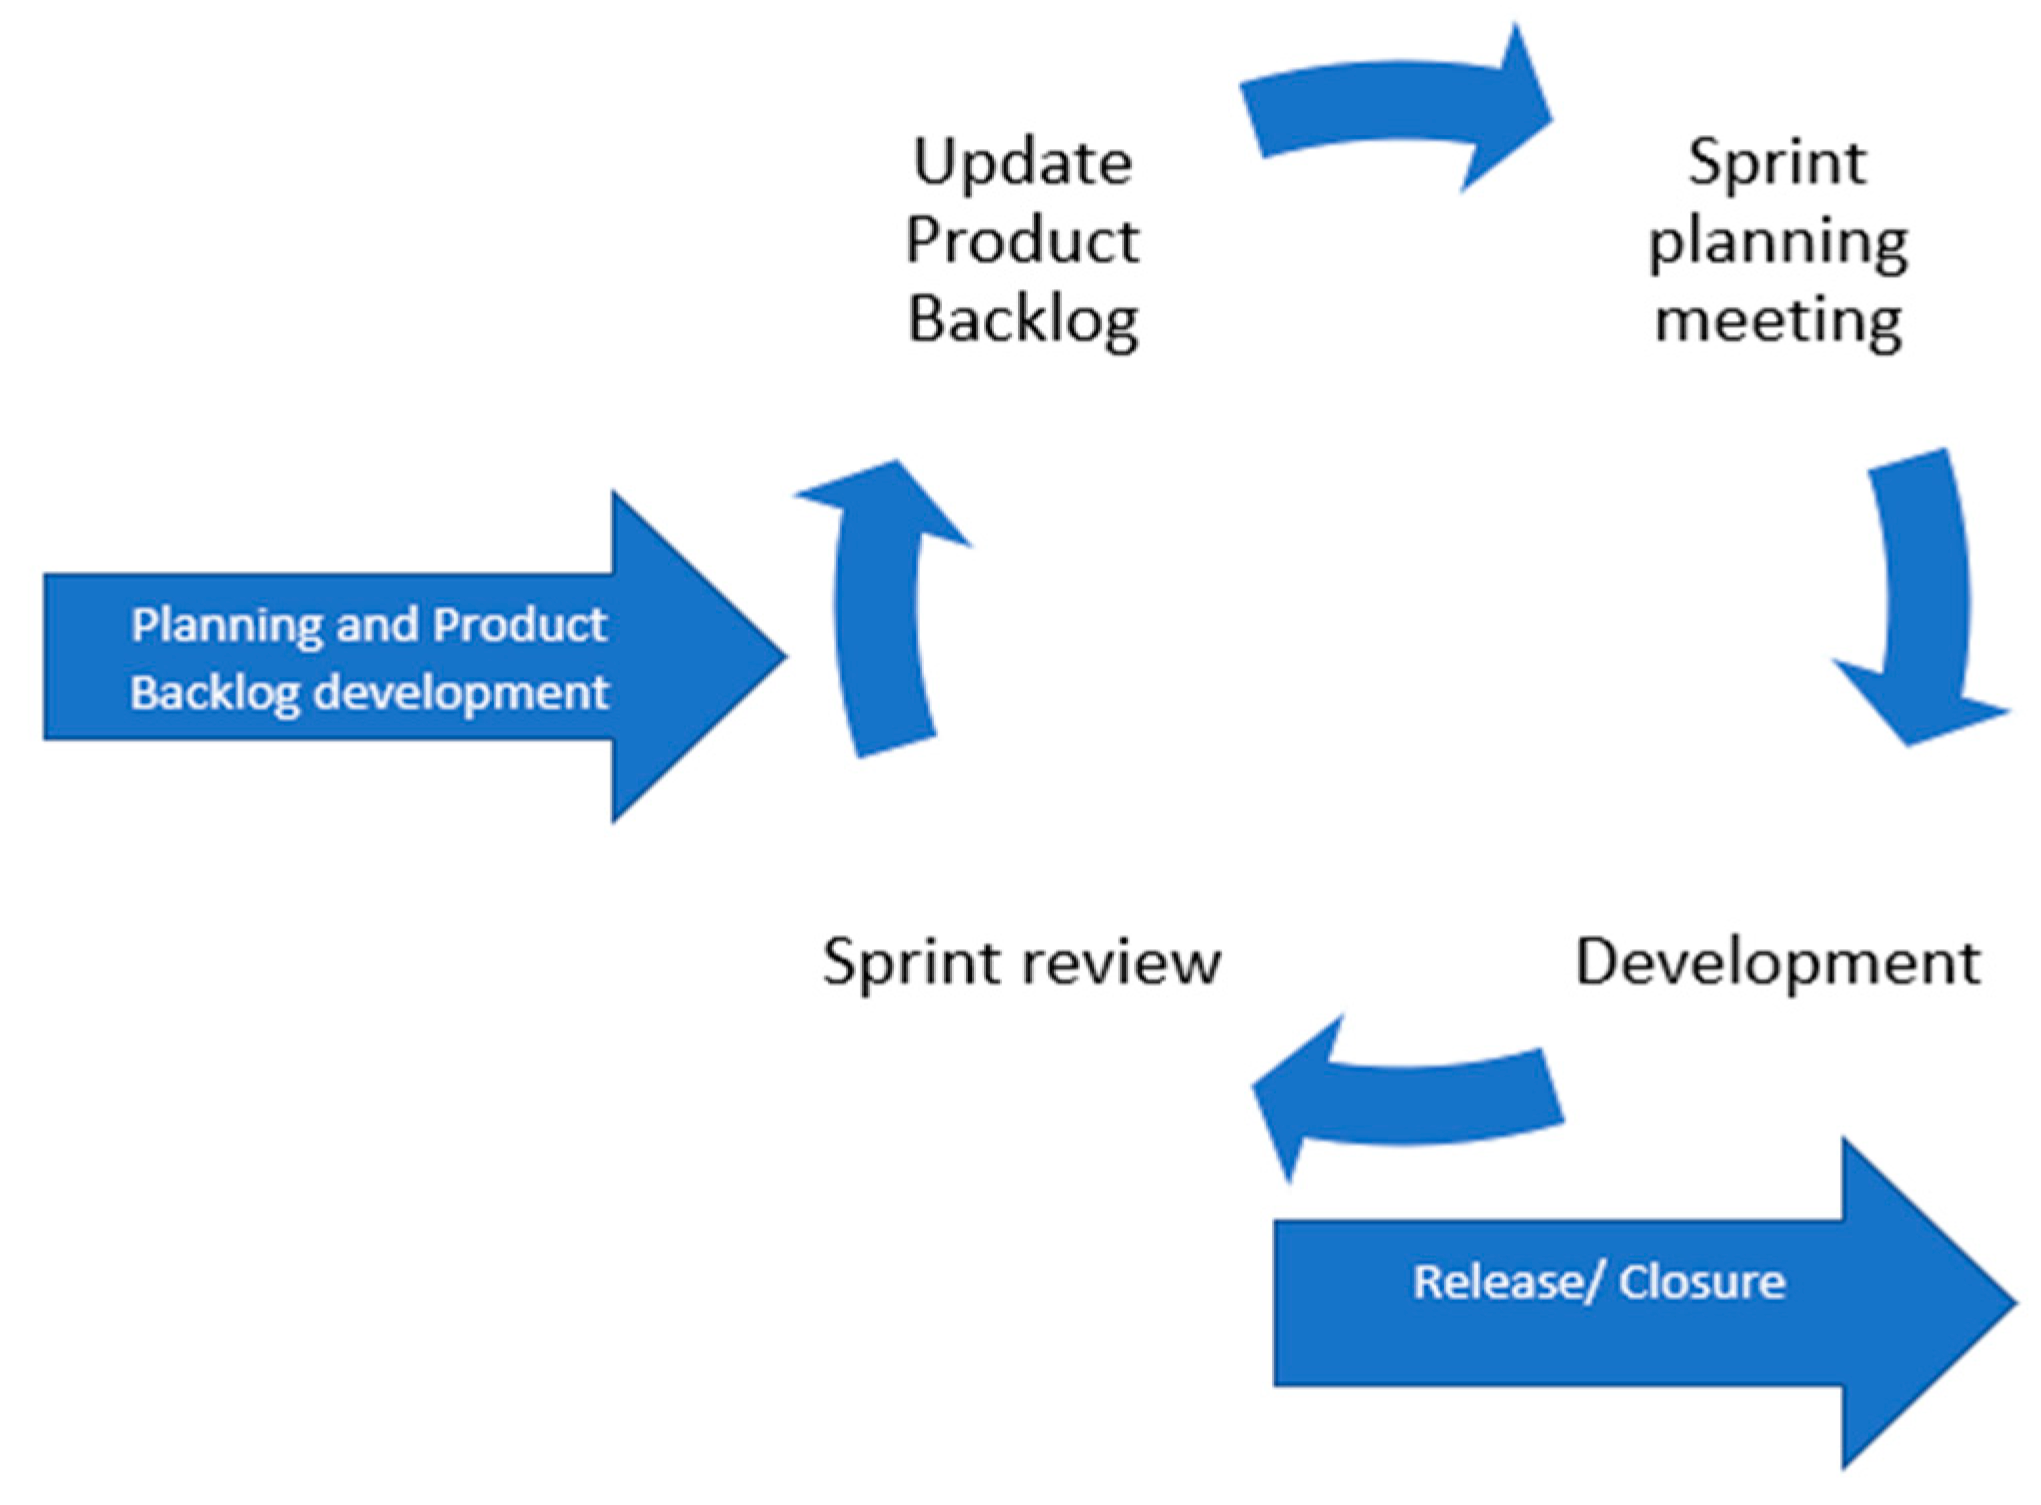 Update
Product
Backlog
Sprint
planning
meeting
Planning and Product
Backlog development
Sprint review
Development
Release/ Closure